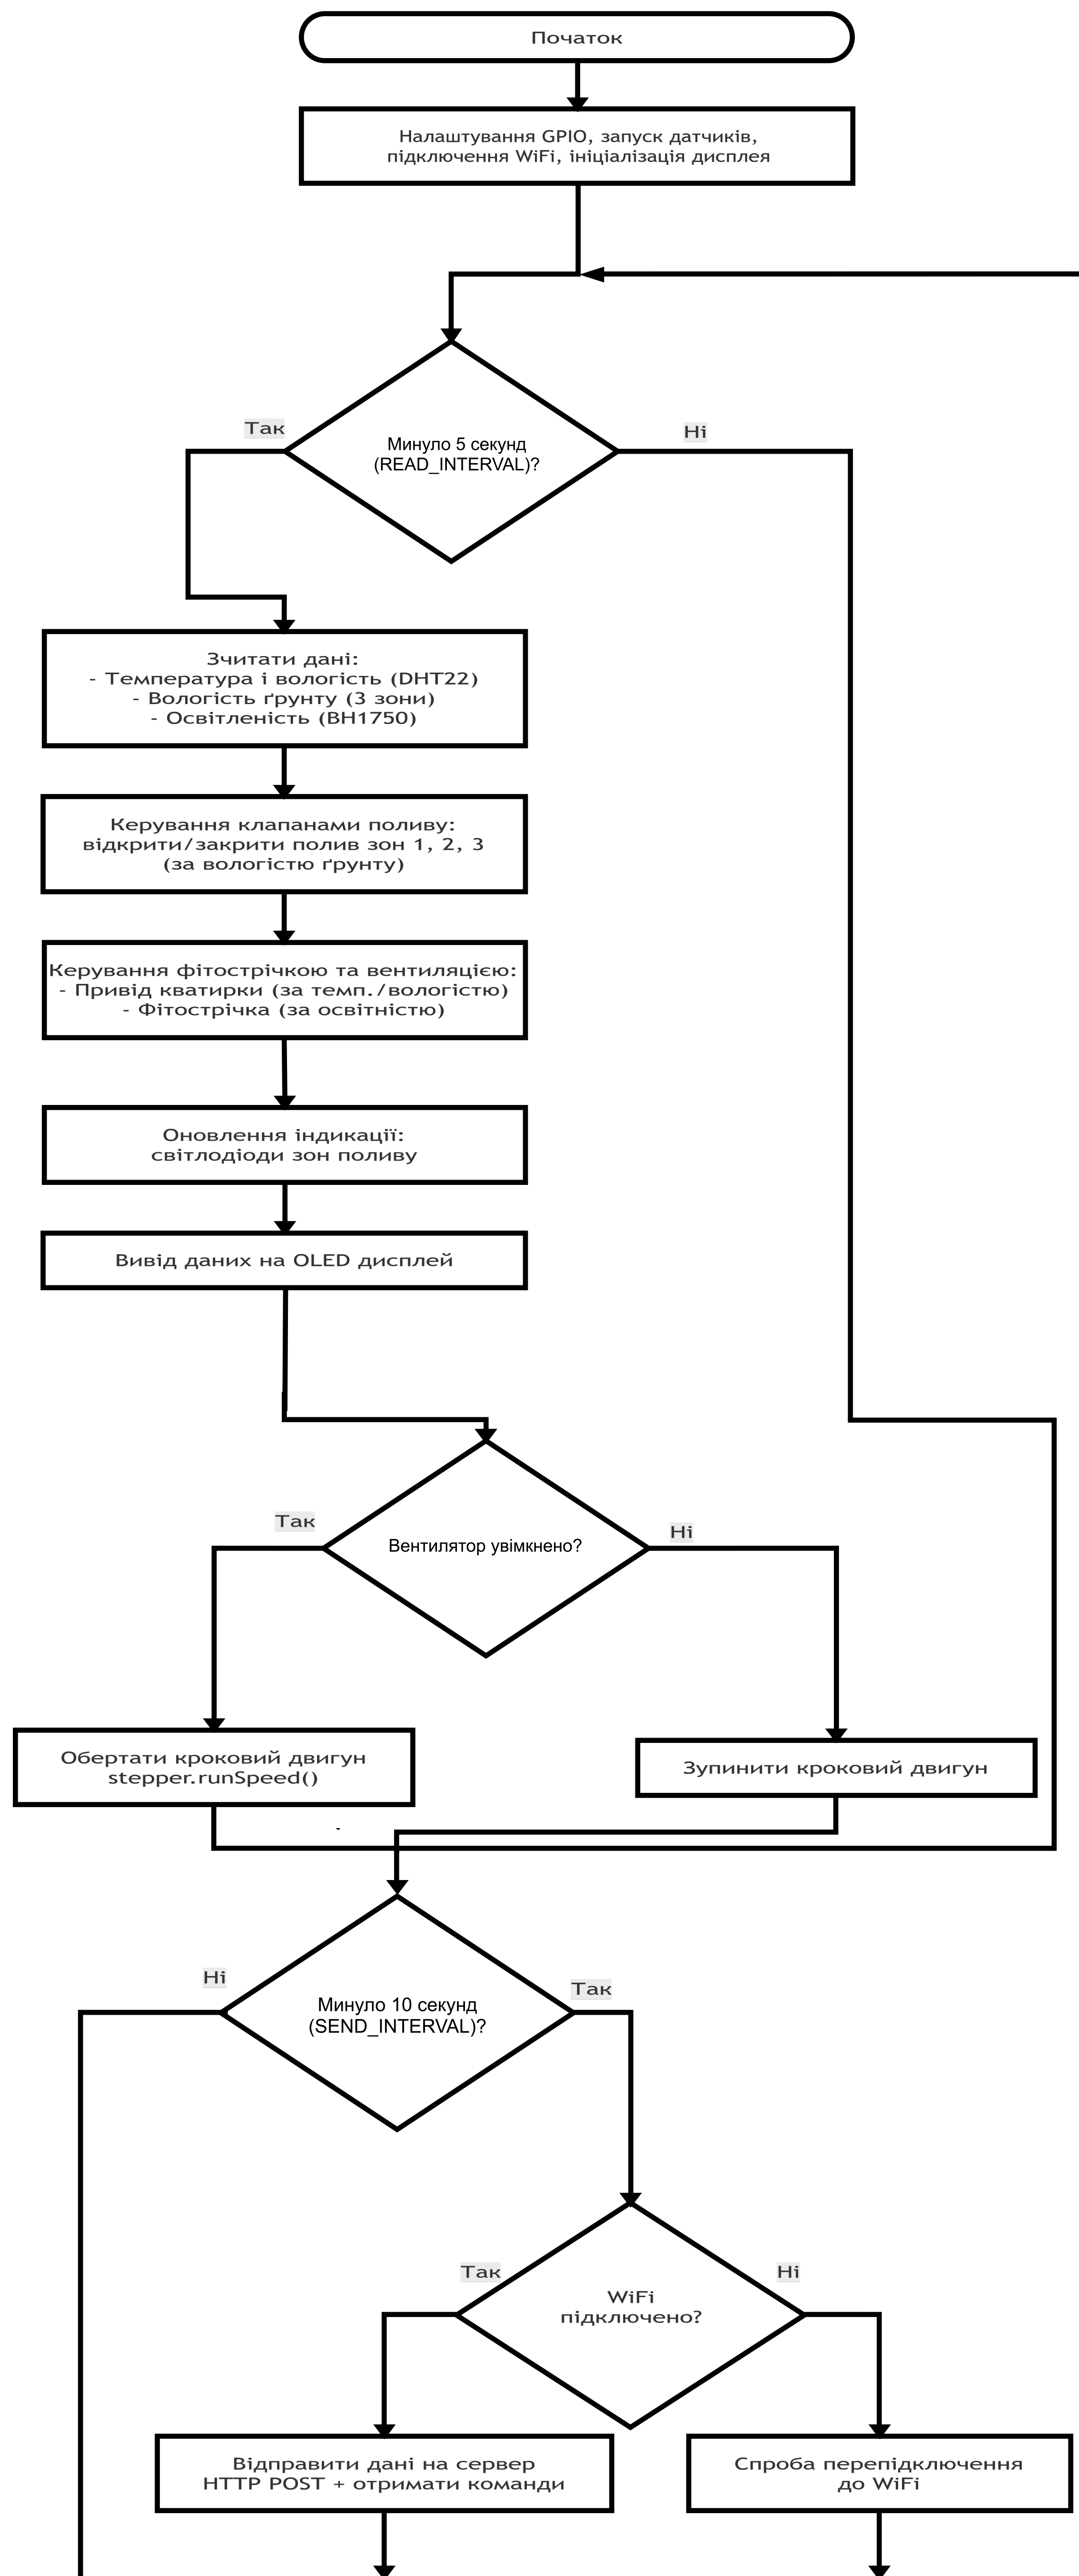 Початок
Налаштування GPIO, запуск датчиків,
підключення WiFi, ініціалізація дисплея
Так
Ні
Минуло 5 секунд
(READ_INTERVAL)?
Зчитати дані:
- Температура і вологість (DHT22)
- Вологість ґрунту (3 зони)
- Освітленість (BH1750)
Керування клапанами поливу:
відкрити/закрити полив зон 1, 2, 3
(за вологістю ґрунту)
Керування фітострічкою та вентиляцією:
- Привід кватирки (за темп./вологістю)
- Фітострічка (за освітністю)
Оновлення індикації:
світлодіоди зон поливу
Вивід даних на OLED дисплей
Так
Ні
Вентилятор увімкнено?
Обертати кроковий двигун
stepper.runSpeed()
Зупинити кроковий двигун
-
Ні
Так
Минуло 10 секунд
(SEND_INTERVAL)?
Так
Ні
WiFi
підключено?
Відправити дані на сервер
HTTP POST + отримати команди
Спроба перепідключення
до WiFi